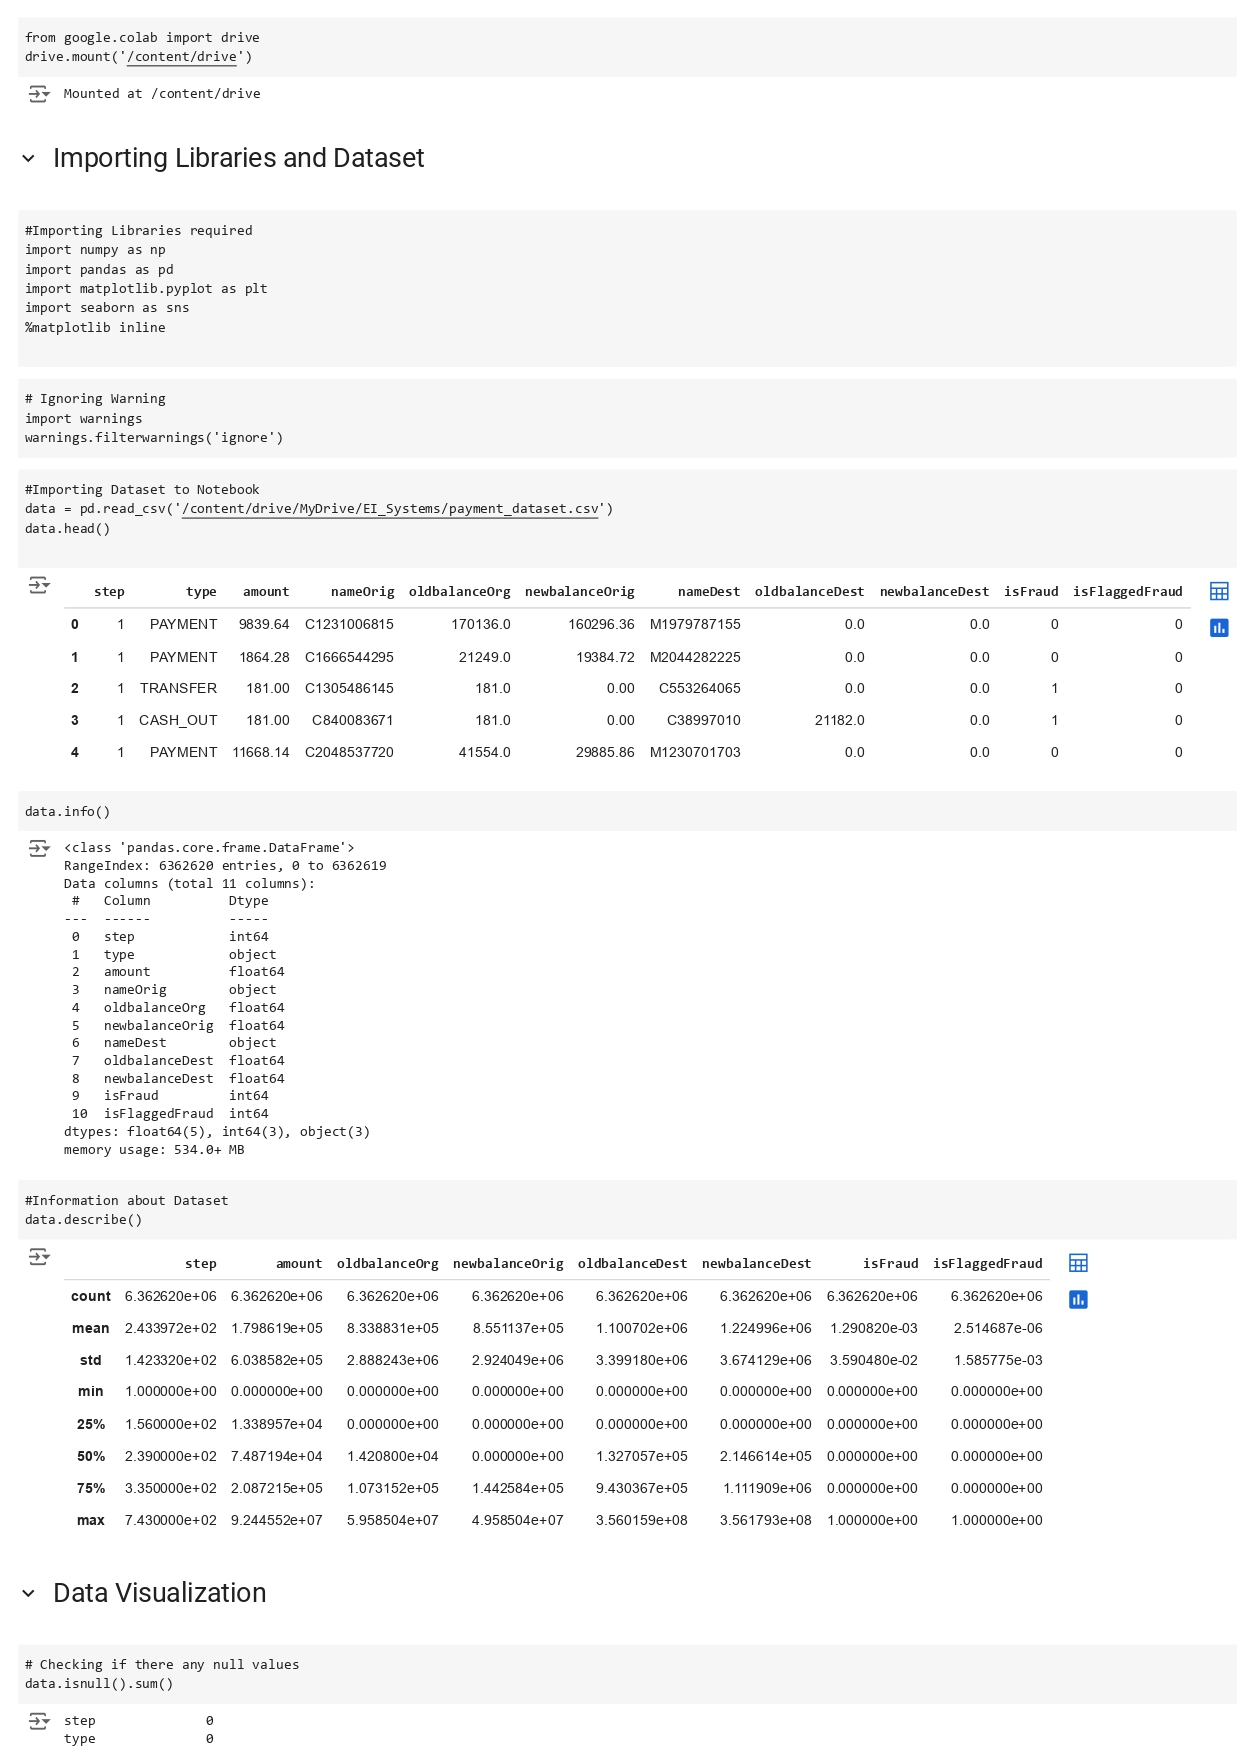 from google.colab import drive
drive.mount('/content/drive')
Mounted at /content/drive
Importing Libraries and Dataset
#Importing Libraries required
import numpy as np
import pandas as pd
import matplotlib.pyplot as plt
import seaborn as sns
%matplotlib inline
# Ignoring Warning
import warnings
warnings.filterwarnings('ignore')
#Importing Dataset to Notebook
data = pd.read_csv('/content/drive/MyDrive/EI_Systems/payment_dataset.csv')
data.head()
step type amount nameOrig oldbalanceOrg newbalanceOrig nameDest oldbalanceDest newbalanceDest isFraud isFlaggedFraud
0 1 PAYMENT 9839.64 C1231006815 170136.0 160296.36 M1979787155 0.0 0.0 0 0
1 1 PAYMENT 1864.28 C1666544295 21249.0 19384.72 M2044282225 0.0 0.0 0 0
2 1 TRANSFER 181.00 C1305486145 181.0 0.00 C553264065 0.0 0.0 1 0
3 1 CASH_OUT 181.00 C840083671 181.0 0.00 C38997010 21182.0 0.0 1 0
4 1 PAYMENT 11668.14 C2048537720 41554.0 29885.86 M1230701703 0.0 0.0 0 0
data.info()
<class 'pandas.core.frame.DataFrame'>
RangeIndex: 6362620 entries, 0 to 6362619
Data columns (total 11 columns):
# Column Dtype
--- ------ -----
0 step int64
1 type object
2 amount float64
3 nameOrig object
4 oldbalanceOrg float64
5 newbalanceOrig float64
6 nameDest object
7 oldbalanceDest float64
8 newbalanceDest float64
9 isFraud int64
10 isFlaggedFraud int64
dtypes: float64(5), int64(3), object(3)
memory usage: 534.0+ MB
#Information about Dataset
data.describe()
step amount oldbalanceOrg newbalanceOrig oldbalanceDest newbalanceDest isFraud isFlaggedFraud
count 6.362620e+06 6.362620e+06 6.362620e+06 6.362620e+06 6.362620e+06 6.362620e+06 6.362620e+06 6.362620e+06
mean 2.433972e+02 1.798619e+05 8.338831e+05 8.551137e+05 1.100702e+06 1.224996e+06 1.290820e-03 2.514687e-06
std 1.423320e+02 6.038582e+05 2.888243e+06 2.924049e+06 3.399180e+06 3.674129e+06 3.590480e-02 1.585775e-03
min 1.000000e+00 0.000000e+00 0.000000e+00 0.000000e+00 0.000000e+00 0.000000e+00 0.000000e+00 0.000000e+00
25% 1.560000e+02 1.338957e+04 0.000000e+00 0.000000e+00 0.000000e+00 0.000000e+00 0.000000e+00 0.000000e+00
50% 2.390000e+02 7.487194e+04 1.420800e+04 0.000000e+00 1.327057e+05 2.146614e+05 0.000000e+00 0.000000e+00
75% 3.350000e+02 2.087215e+05 1.073152e+05 1.442584e+05 9.430367e+05 1.111909e+06 0.000000e+00 0.000000e+00
max 7.430000e+02 9.244552e+07 5.958504e+07 4.958504e+07 3.560159e+08 3.561793e+08 1.000000e+00 1.000000e+00
Data Visualization
# Checking if there any null values
data.isnull().sum()
step 0
type 0